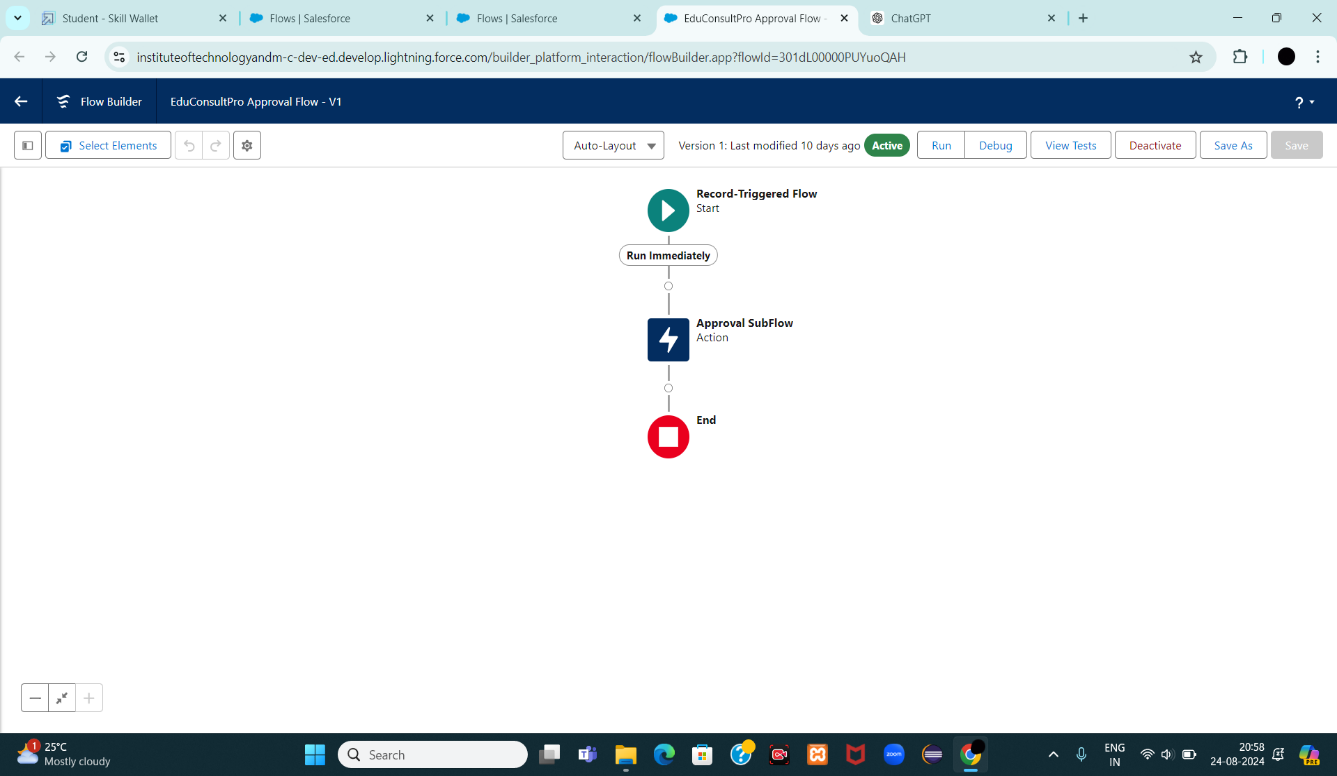 Student - Skill Wallet
Flows | Salesforce
Flows | Salesforce
EduConsultPro Approval Flow -
ChatGPT
instituteoftechnologyandm-c-dev-ed.develop.lightning.force.com/builder_platform_interaction/flowBuilder.app?flowId=301dL00000PUYuoQAH
Flow Builder
EduConsultPro Approval Flow - V1
?
Select Elements
Auto-Layout
Version 1: Last modified 10 days ago
Active
Run
Debug
View Tests
Deactivate
Save As
Save
Record-Triggered Flow
Start
Run Immediately
Approval SubFlow
Action
End
1
25°C
Mostly cloudy
Search
zoom
ENG
IN
20:58
24-08-2024
PRE